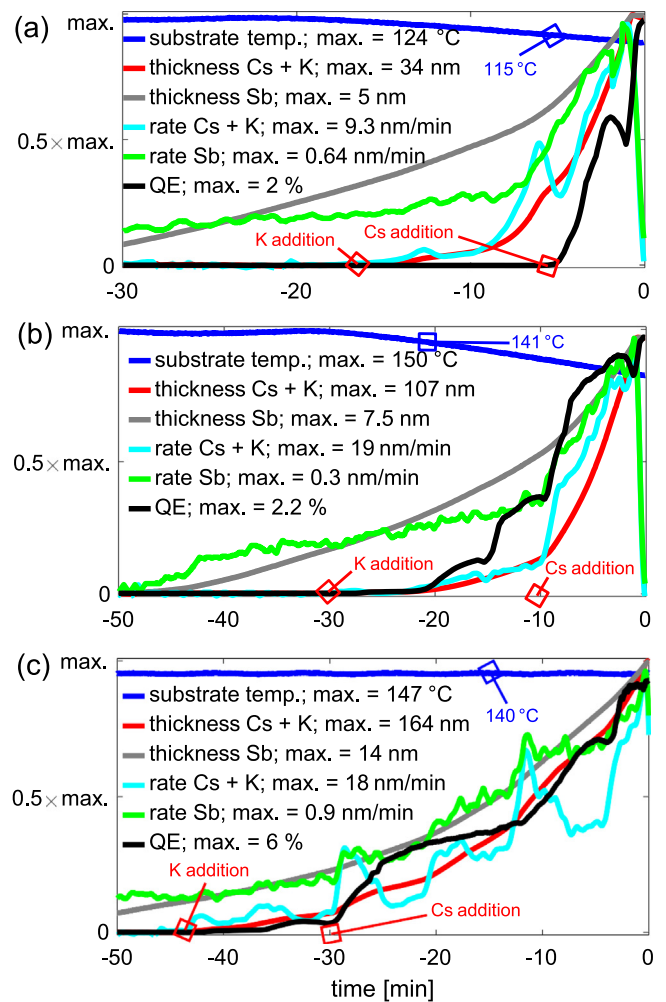 (a)
max.
substrate temp.; max. = 124 °C
thickness Cs + K; max. = 34 nm
115 °C
thickness Sb; max. = 5 nm
0.5× max.
rate Cs + K; max. = 9.3 nm/min
rate Sb; max. = 0.64 nm/min
QE; max. = 2 %
K addition
Cs addition
0
-30 -20 -10 0
(b)
max.
141 °C
substrate temp.; max. = 150 °C
thickness Cs + K; max. = 107 nm
thickness Sb; max. = 7.5 nm
0.5× max.
rate Cs + K; max. = 19 nm/min
rate Sb; max. = 0.3 nm/min
QE; max. = 2.2 %
K addition
Cs addition
0
-50 -40 -30 -20 -10 0
(c)
max.
substrate temp.; max. = 147 °C
140 °C
thickness Cs + K; max. = 164 nm
thickness Sb; max. = 14 nm
rate Cs + K; max. = 18 nm/min
0.5× max.
rate Sb; max. = 0.9 nm/min
QE; max. = 6 %
K addition
Cs addition
0
-50 -40 -30 -20 -10 0
time [min]